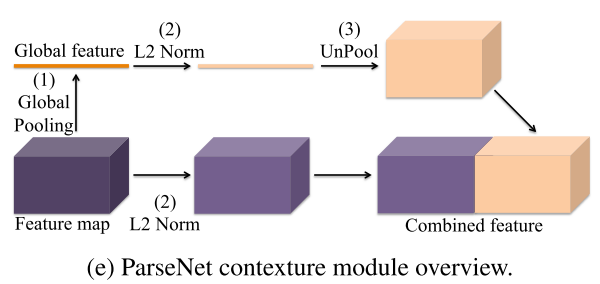 Global feature
(2)
L2 Norm
(3)
UnPool
(1)
Global
Pooling
Feature map
(2)
L2 Norm
Combined feature
(e) ParseNet contexture module overview.